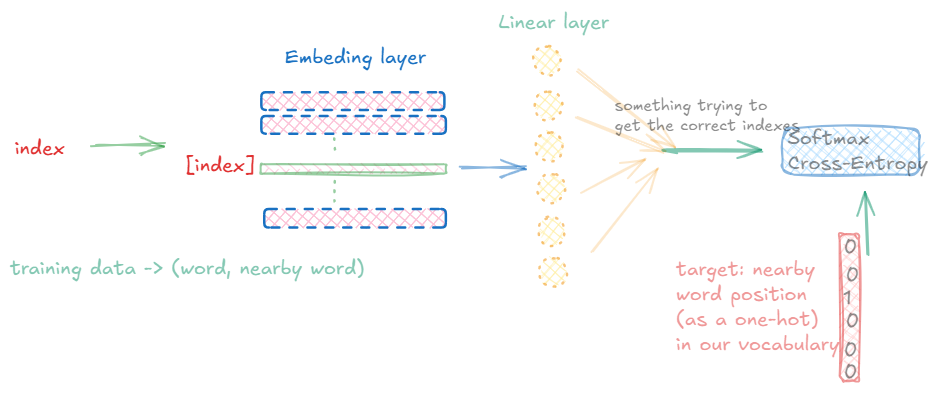 Linear layer
Embeding layer
something trying to
get the correct indexes
Softmax
Cross-Entropy
index
[index]
training data -> (word, nearby word)
target: nearby
word position
(as a one-hot)
in our vocabulary
0
0
1
0
0
0